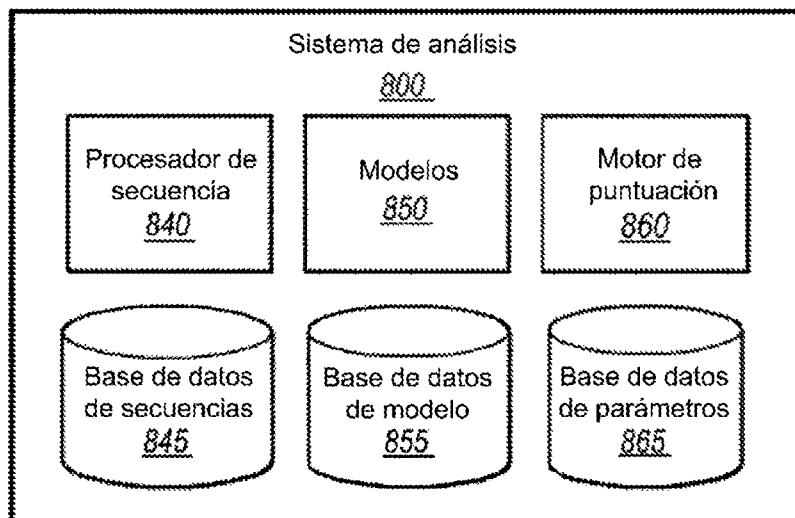 Sistema de análisis
800
Procesador de
secuencia
840
Modelos
850
Motor de
puntuación
860
Base de datos
de secuencias
845
Base de datos
de modelo
855
Base de datos
de parámetros
865